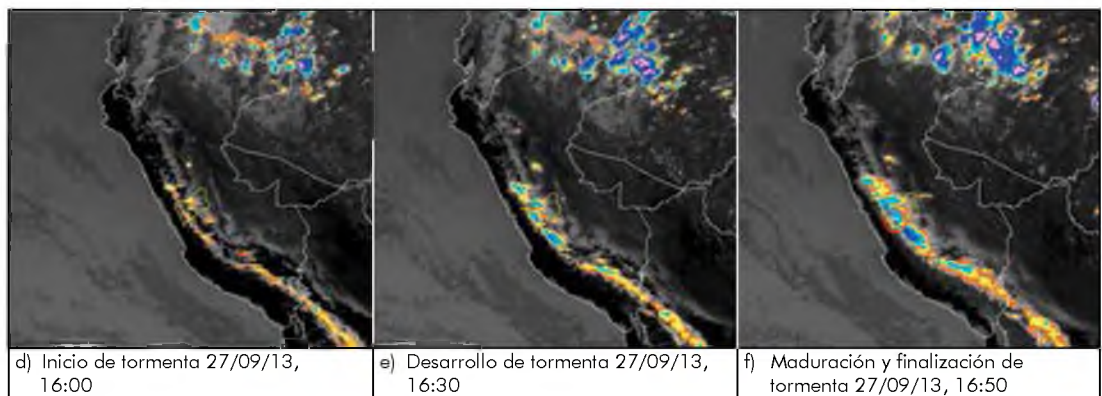 d) Inicio de tormenta 27/09/13,
16:00
e) Desarrollo de tormenta 27/09/13,
16:30
f) Maduración y finalización de
tormenta 27/09/13, 16:50